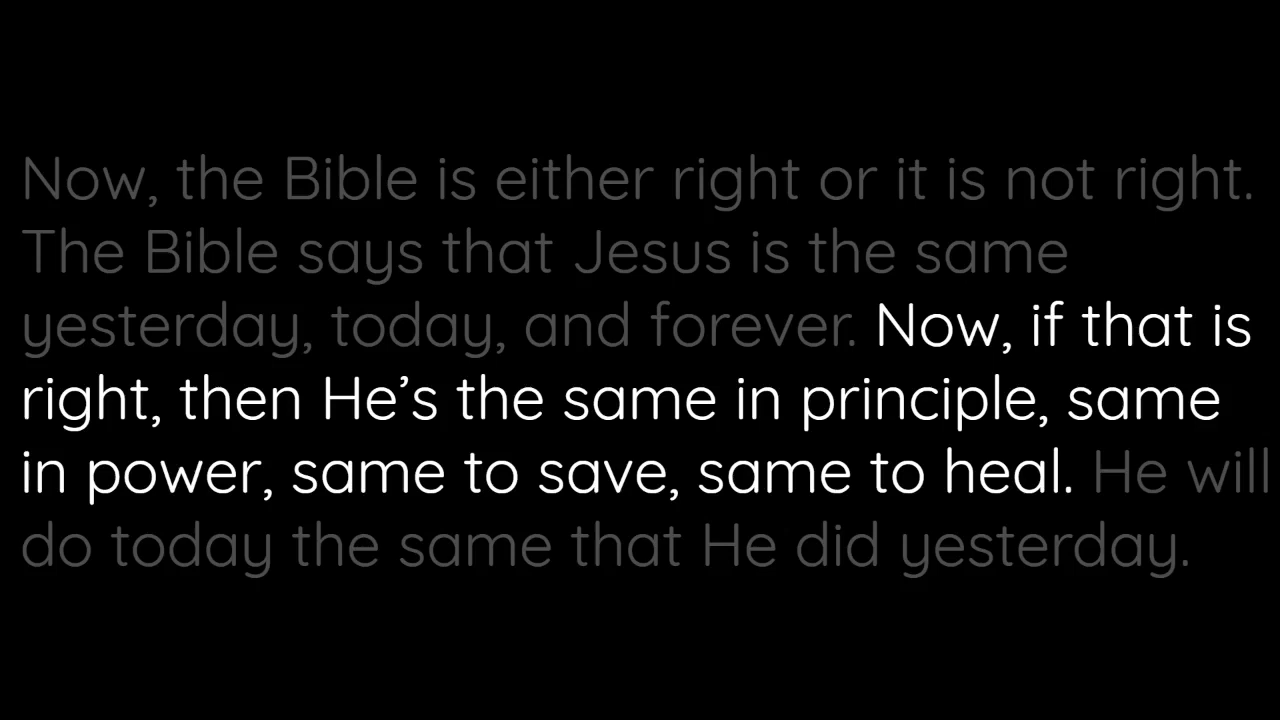 Now, the Bible is either right or it is not right.
The Bible says that Jesus is the same
yesterday, today, and forever. Now, if that is
right, then He’s the same in principle, same
in power, same to save, same to heal. He will
do today the same that He did yesterday.